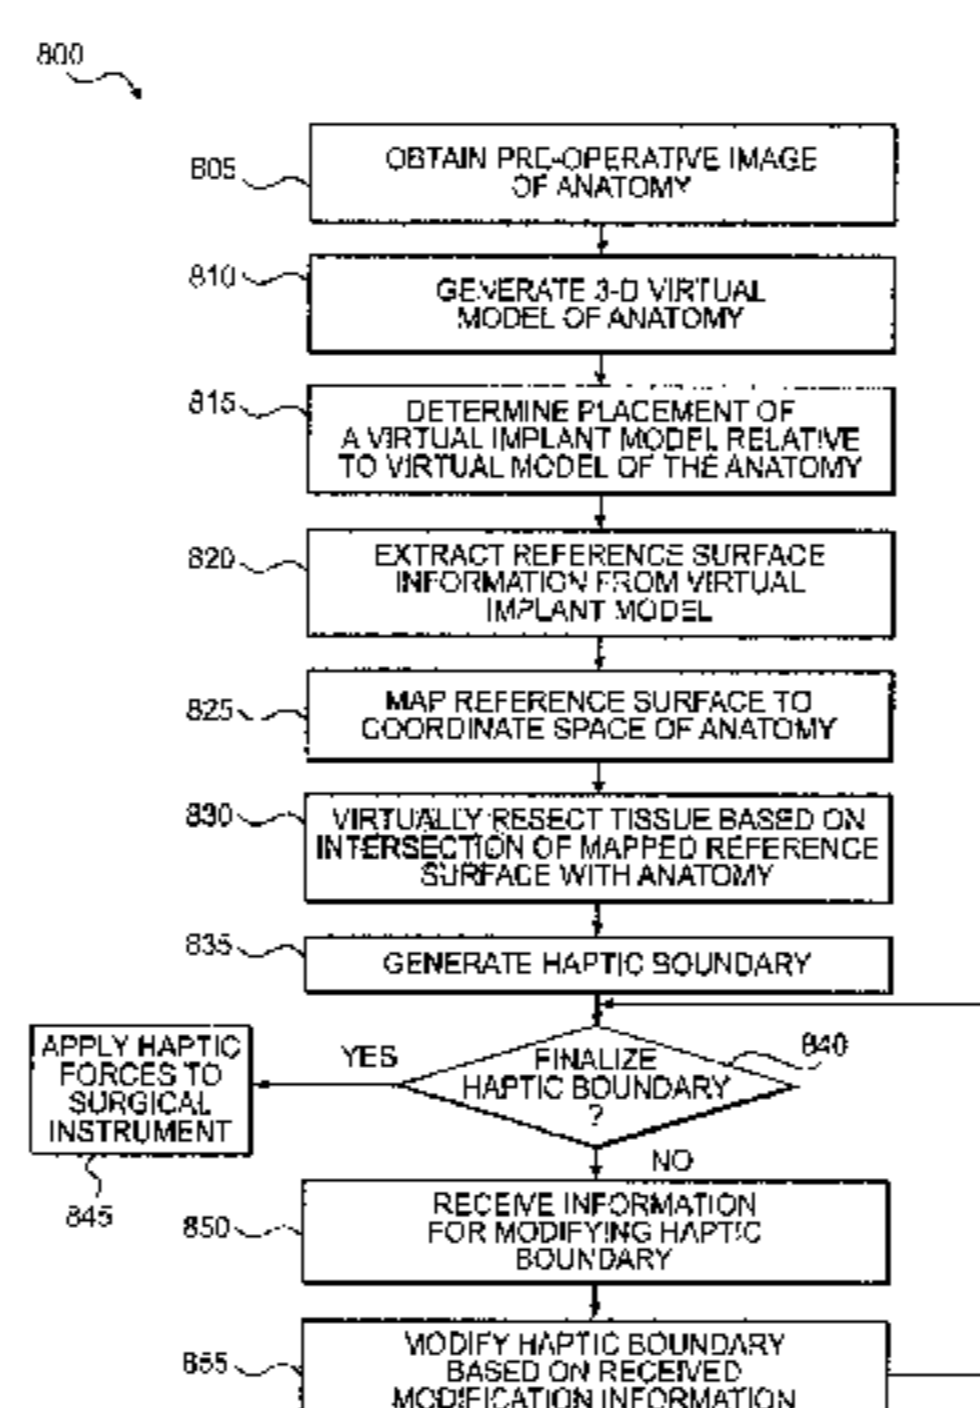 800
805
OBTAIN PRE-OPERATIVE IMAGE
OF ANATOMY
810
GENERATE 3-D VIRTUAL
MODEL OF ANATOMY
815
DETERMINE PLACEMENT OF
A VIRTUAL IMPLANT MODEL RELATIVE
TO VIRTUAL MODEL OF THE ANATOMY
820
EXTRACT REFERENCE SURFACE
INFORMATION FROM VIRTUAL
IMPLANT MODEL
825
MAP REFERENCE SURFACE TO
COORDINATE SPACE OF ANATOMY
830
VIRTUALLY RESECT TISSUE BASED ON
INTERSECTION OF MAPPED REFERENCE
SURFACE WITH ANATOMY
835
GENERATE HAPTIC BOUNDARY
840
FINALIZE
HAPTIC BOUNDARY
?
YES
APPLY HAPTIC
FORCES TO
SURGICAL
INSTRUMENT
845
NO
850
RECEIVE INFORMATION
FOR MODIFYING HAPTIC
BOUNDARY
855
MODIFY HAPTIC BOUNDARY
BASED ON RECEIVED
MODIFICATION INFORMATION